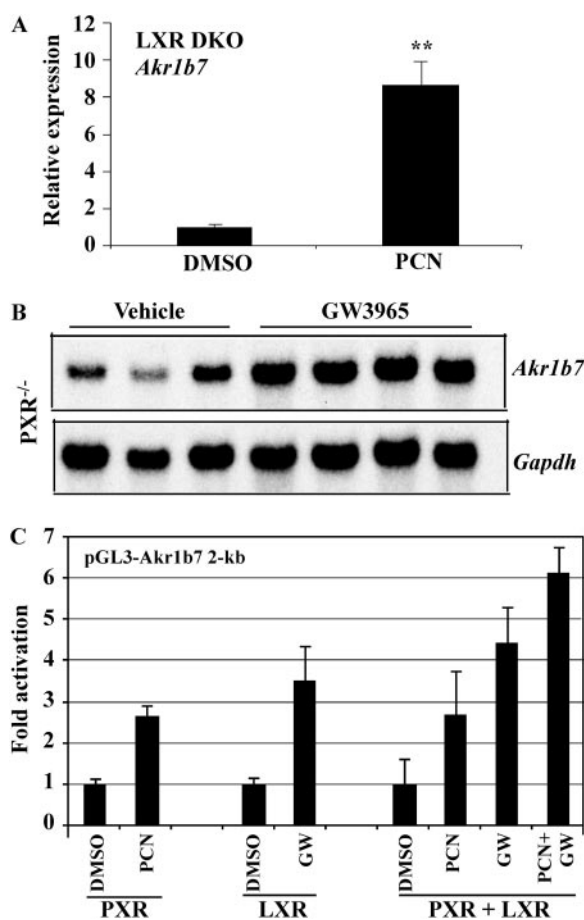 A
LXR DKO
Akr1b7
Relative expression
12
10
8
6
4
2
0
**
DMSO
PCN
B
Vehicle
GW3965
PXR-/-
Akr1b7
Gapdh
C
pGL3-Akr1b7 2-kb
Fold activation
7
6
5
4
3
2
1
0
DMSO
PCN
DMSO
GW
DMSO
PCN
GW
PCN+
GW
PXR
LXR
PXR + LXR